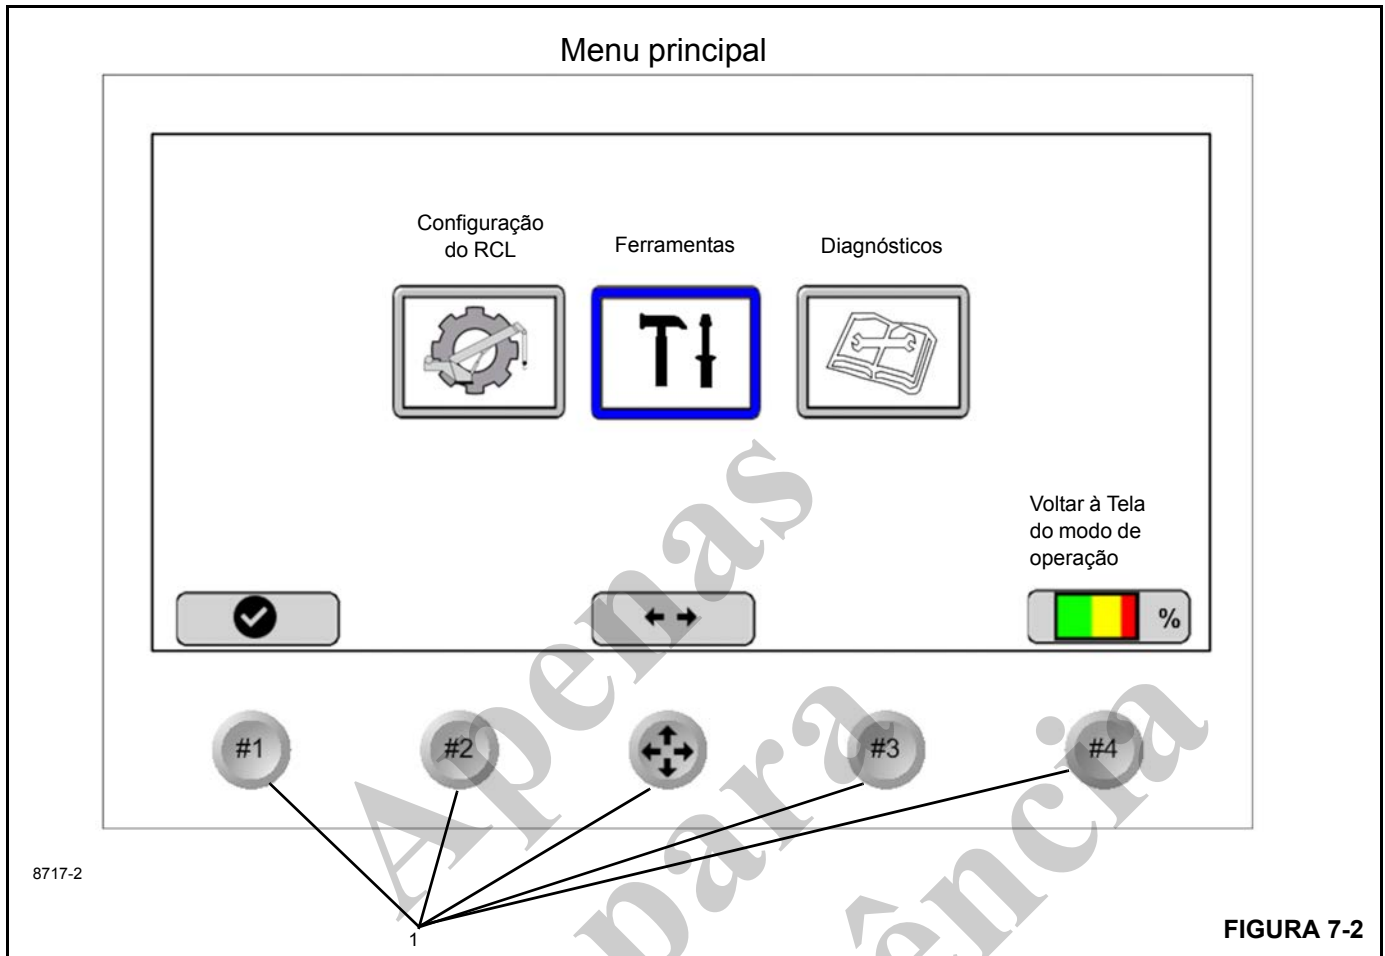 Menu principal
Configuração
do RCL
Ferramentas
Diagnósticos
Voltar à Tela
do modo de
operação
%
#1
#2
#3
#4
8717-2
1
FIGURA 7-2
Apenas
para
ência